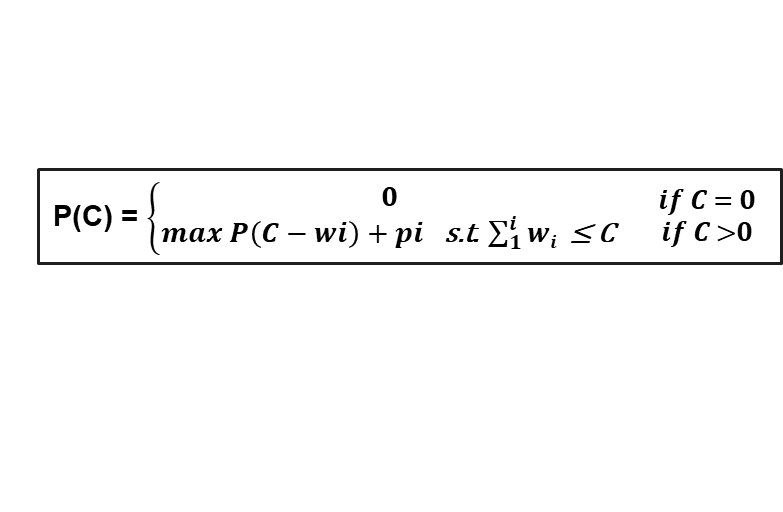 P(C) = { 0 if C = 0
max P(C − wi) + pi s.t ∑₁ⁱ wᵢ ≤ C if C >0